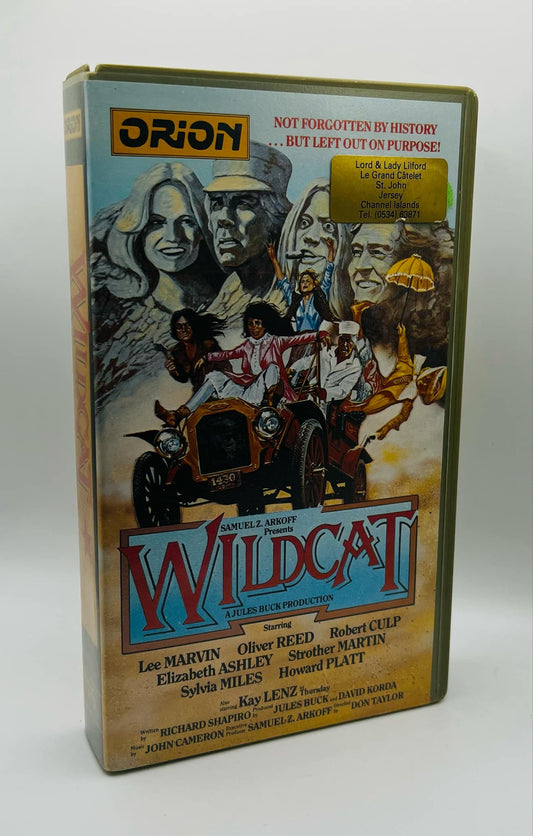 ORION
NOT FORGOTTEN BY HISTORY
...BUT LEFT OUT ON PURPOSE!
Lord & Lady Lilford
Le Grand Câtelet
St. John
Jersey
Channel Islands
Tel. (0534) 63871
1430
SAMUEL Z. ARKOFF
Presents
WILDCAT
A JULES BUCK PRODUCTION
Starring
Lee MARVIN Oliver REED Robert CULP
Elizabeth ASHLEY Strother MARTIN
Sylvia MILES Howard PLATT
Also starring Kay LENZ as Thursday
Written by RICHARD SHAPIRO Produced by JULES BUCK and DAVID KORDA
Music by JOHN CAMERON Executive Producer SAMUEL Z. ARKOFF Directed by DON TAYLOR
ORION
WILDCAT